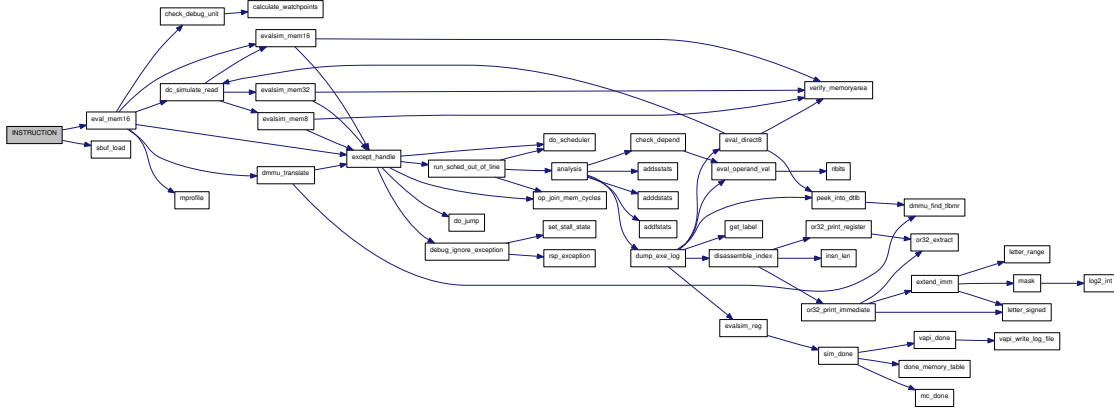 INSTRUCTION
eval_mem16
sbuf_load
check_debug_unit
dc_simulate_read
dmmu_translate
mprofile
calculate_watchpoints
evalsim_mem16
evalsim_mem32
evalsim_mem8
except_handle
run_sched_out_of_line
do_jump
debug_ignore_exception
do_scheduler
analysis
op_join_mem_cycles
set_stall_state
rsp_exception
check_depend
addsstats
adddstats
addfstats
dump_exe_log
eval_direct8
eval_operand_val
get_label
disassemble_index
evalsim_reg
verify_memoryarea
nbits
peek_into_dtlb
or32_print_register
insn_len
or32_print_immediate
sim_done
dmmu_find_tlbmr
or32_extract
extend_imm
vapi_done
done_memory_table
mc_done
letter_range
mask
letter_signed
vapi_write_log_file
log2_int